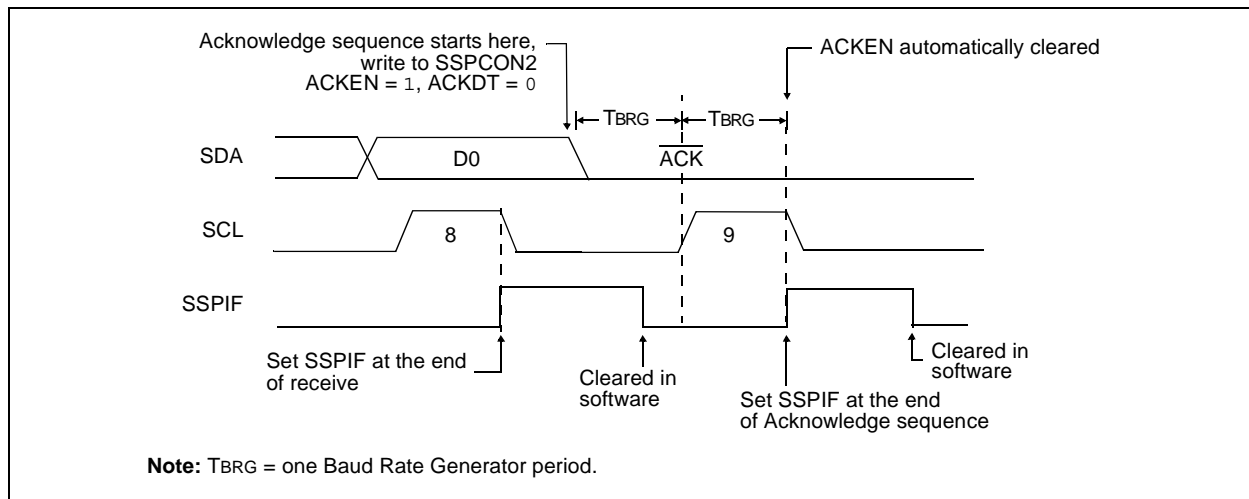 Acknowledge sequence starts here,
write to SSPCON2
ACKEN = 1, ACKDT = 0
ACKEN automatically cleared
TBRG
TBRG
SDA
D0
ACK
SCL
8
9
SSPIF
Set SSPIF at the end
of receive
Cleared in
software
Set SSPIF at the end
of Acknowledge sequence
Cleared in
software
Note: TBRG = one Baud Rate Generator period.